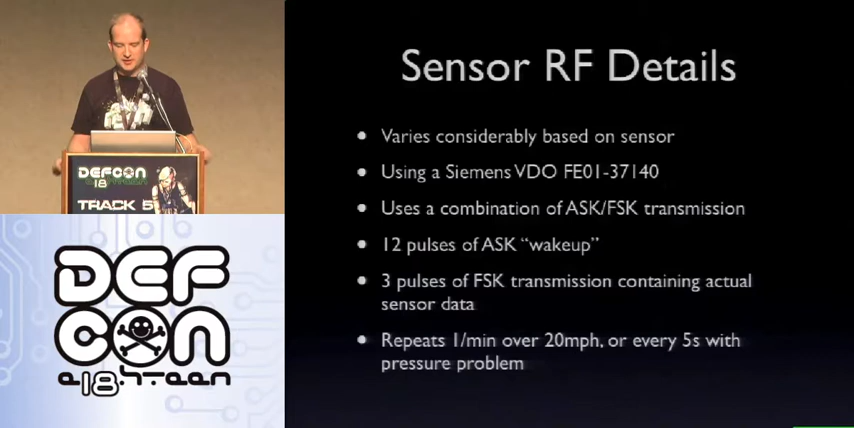 DEFCON
18
TRACK 5
DEF
CON
e18hteen
Sensor RF Details
• Varies considerably based on sensor
• Using a Siemens VDO FE01-37140
• Uses a combination of ASK/FSK transmission
• 12 pulses of ASK “wakeup”
• 3 pulses of FSK transmission containing actual
sensor data
• Repeats 1/min over 20mph, or every 5s with
pressure problem